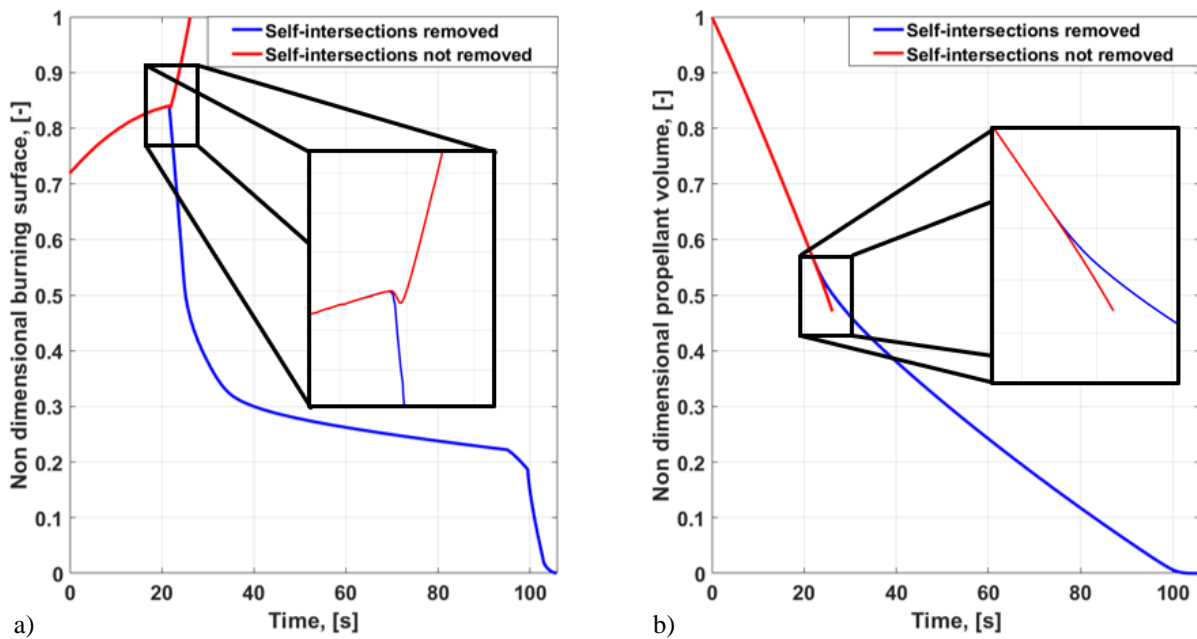 Self-intersections removed
Self-intersections not removed
1
0.9
0.8
0.7
0.6
0.5
0.4
0.3
0.2
0.1
0
Non dimensional burning surface, [-]
0 20 40 60 80 100
Time, [s]
a)
Self-intersections removed
Self-intersections not removed
1
0.9
0.8
0.7
0.6
0.5
0.4
0.3
0.2
0.1
0
Non dimensional propellant volume, [-]
0 20 40 60 80 100
Time, [s]
b)